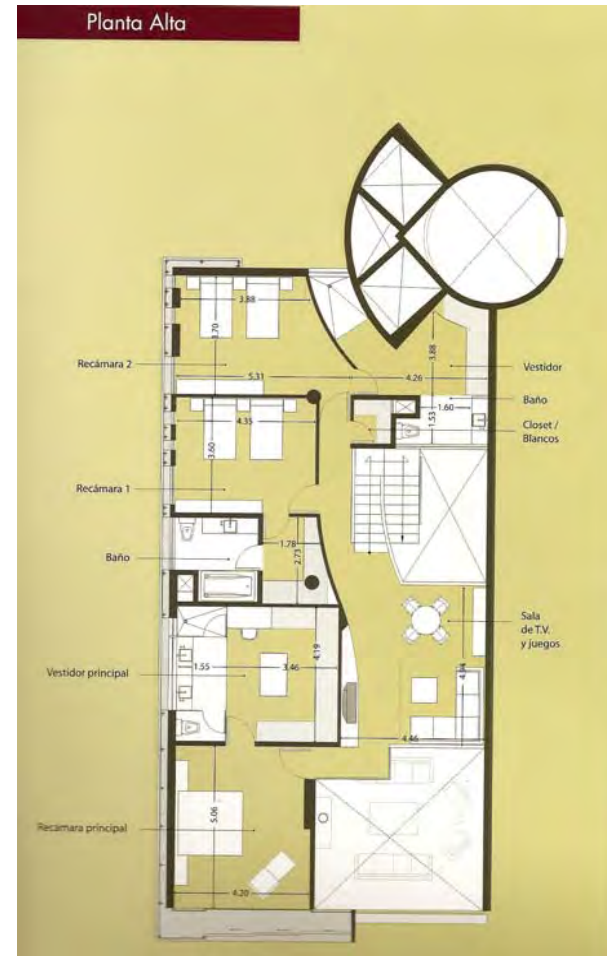 Planta Alta
3.88
3.70
Recámara 2
5.31
4.26
3.88
Vestidor
Baño
1.60
1.53
Closet /
Blancos
4.35
3.60
Recámara 1
Baño
1.78
2.73
Sala
de T.V.
y juegos
Vestidor principal
1.55
3.46
4.19
4.94
4.46
Recámara principal
5.06
4.20